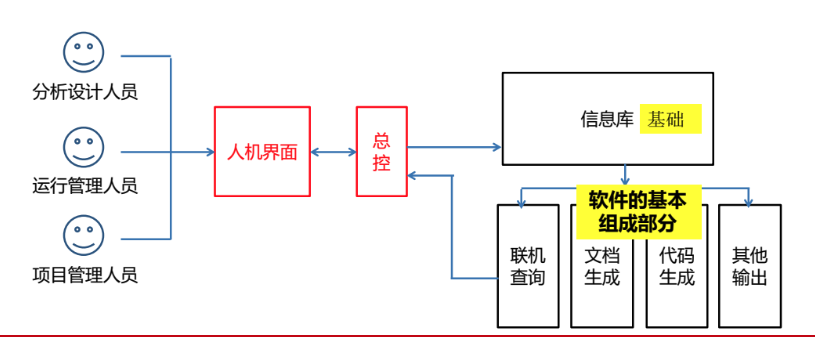 分析设计人员
运行管理人员
项目管理人员
人机界面
总
控
信息库 基础
软件的基本
组成部分
联机
查询
文档
生成
代码
生成
其他
输出